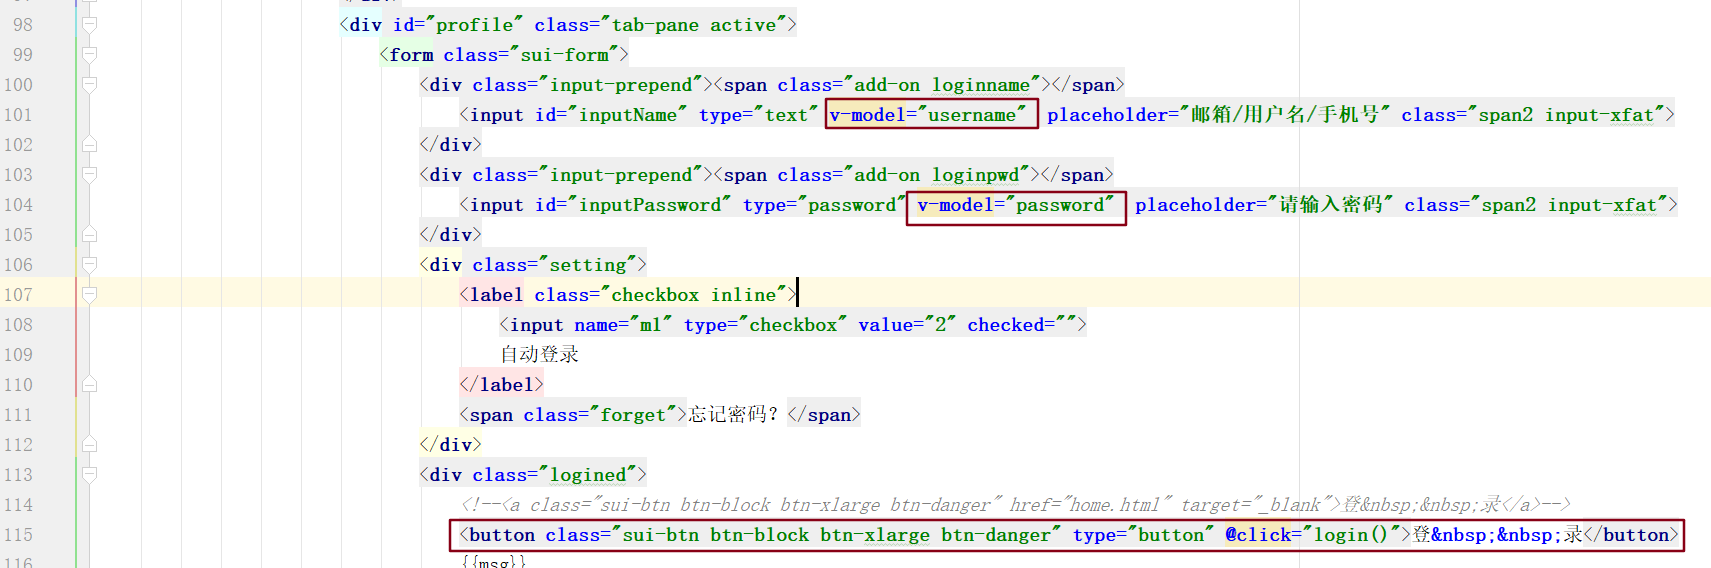 98 <div id="profile" class="tab-pane active">
99 <form class="sui-form">
100 <div class="input-prepend"><span class="add-on loginname"></span>
101 <input id="inputName" type="text" v-model="username" placeholder="邮箱/用户名/手机号" class="span2 input-xfat">
102 </div>
103 <div class="input-prepend"><span class="add-on loginpwd"></span>
104 <input id="inputPassword" type="password" v-model="password" placeholder="请输入密码" class="span2 input-xfat">
105 </div>
106 <div class="setting">
107 <label class="checkbox inline">
108 <input name="m1" type="checkbox" value="2" checked="">
109 自动登录
110 </label>
111 <span class="forget">忘记密码？</span>
112 </div>
113 <div class="logined">
114 <!--<a class="sui-btn btn-block btn-xlarge btn-danger" href="home.html" target="_blank">登&nbsp;&nbsp;录</a>-->
115 <button class="sui-btn btn-block btn-xlarge btn-danger" type="button" @click="login()">登&nbsp;&nbsp;录</button>
116 {{msg}}